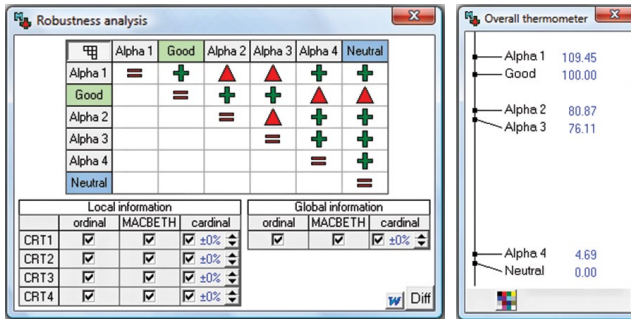 Robustness analysis
Alpha 1 Good Alpha 2 Alpha 3 Alpha 4 Neutral
Alpha 1
Good
Alpha 2
Alpha 3
Alpha 4
Neutral
Local information
ordinal MACBETH cardinal
CRT1 ±0%
CRT2 ±0%
CRT3 ±0%
CRT4 ±0%
Global information
ordinal MACBETH cardinal
±0%
W Diff
Overall thermometer
Alpha 1 109.45
Good 100.00
Alpha 2 80.87
Alpha 3 76.11
Alpha 4 4.69
Neutral 0.00